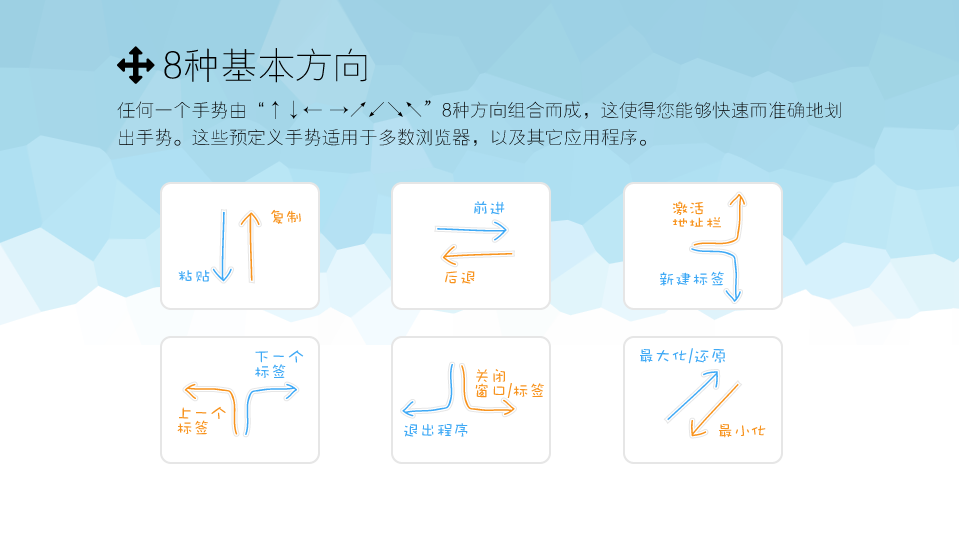 8种基本方向
任何一个手势由“↑↓← →↗↙↘↖”8种方向组合而成，这使得您能够快速而准确地划
出手势。这些预定义手势适用于多数浏览器，以及其它应用程序。
复制
粘贴
前进
后退
激活
地址栏
新建标签
下一个
标签
上一个
标签
关闭
窗口/标签
退出程序
最大化/还原
最小化